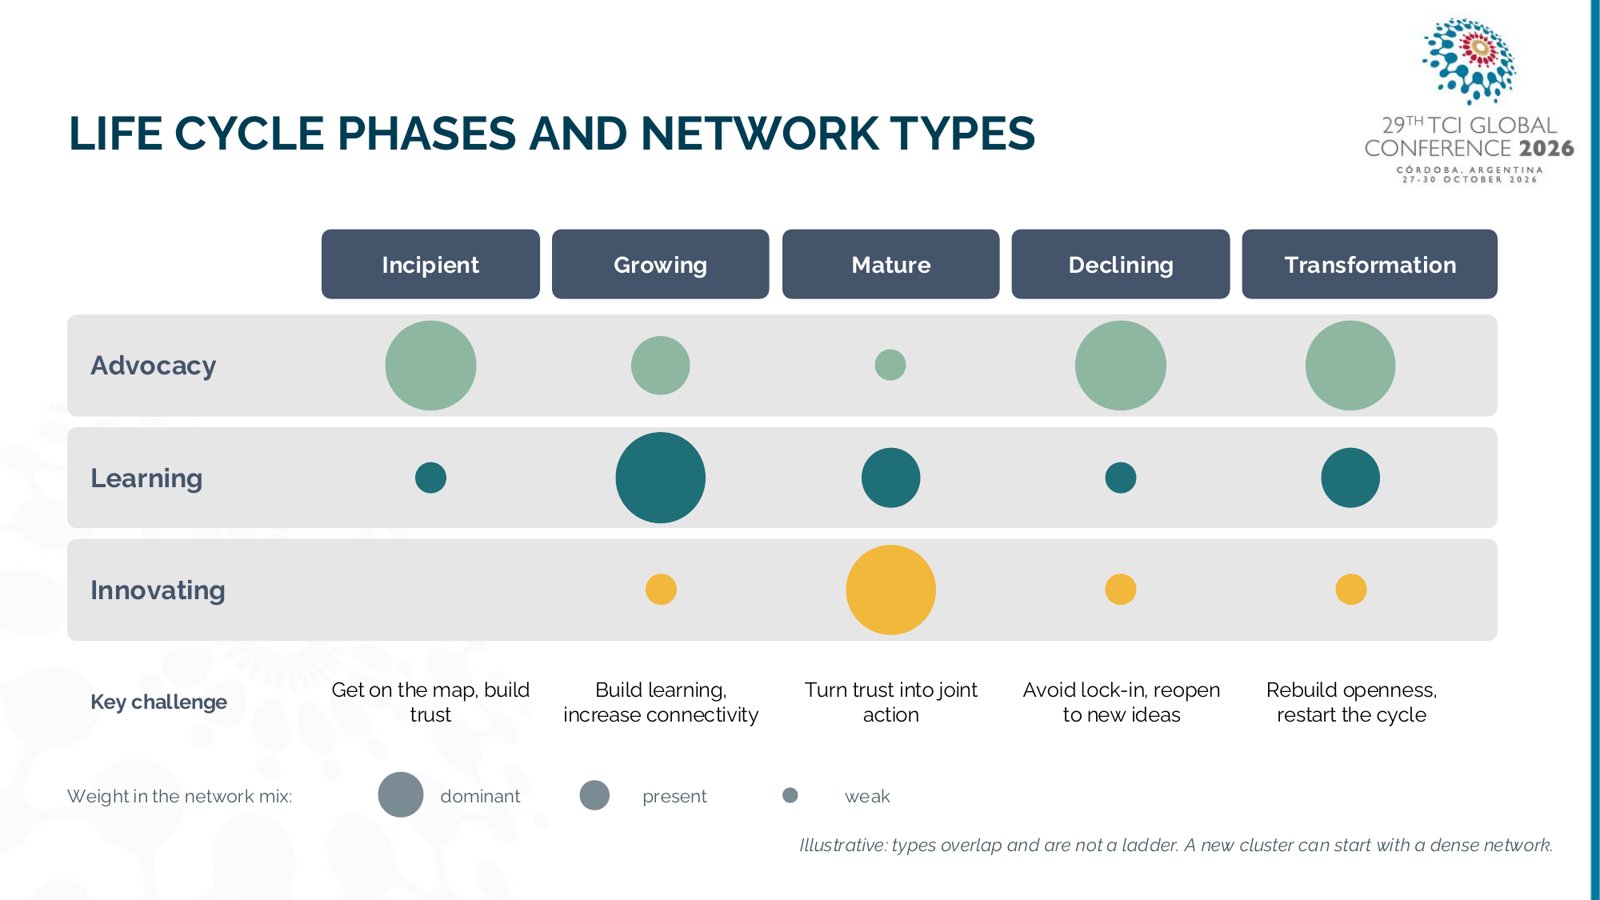 29TH TCI GLOBAL
CONFERENCE 2026
CÓRDOBA, ARGENTINA
27-30 OCTOBER 2026
LIFE CYCLE PHASES AND NETWORK TYPES
Incipient
Growing
Mature
Declining
Transformation
Advocacy
Learning
Innovating
Key challenge
Get on the map, build
trust
Build learning,
increase connectivity
Turn trust into joint
action
Avoid lock-in, reopen
to new ideas
Rebuild openness,
restart the cycle
Weight in the network mix:
dominant
present
weak
Illustrative: types overlap and are not a ladder. A new cluster can start with a dense network.